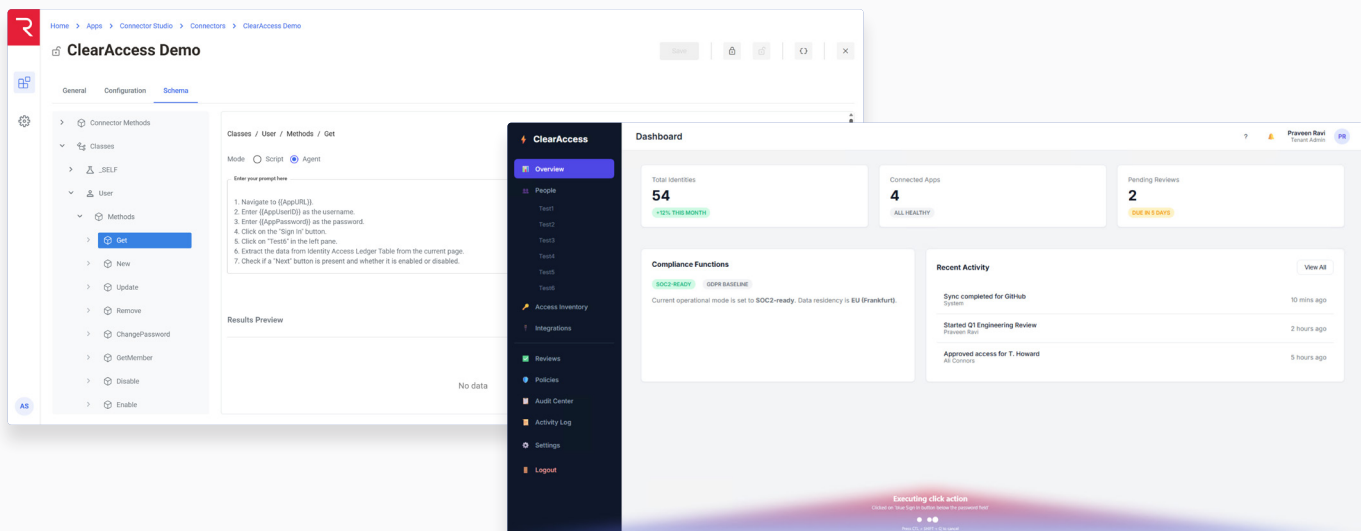 Home > Apps > Connector Studio > Connectors > ClearAccess Demo
ClearAccess Demo
Save
General Configuration Schema
Connector Methods
Classes
_SELF
User
Methods
Get
New
Update
Remove
ChangePassword
GetMember
Disable
Enable
AS
Classes / User / Methods / Get
Mode Script Agent
Enter your prompt here
1. Navigate to {{AppURL}}.
2. Enter {{AppUserID}} as the username.
3. Enter {{AppPassword}} as the password.
4. Click on the "Sign In" button.
5. Click on "Test6" in the left pane.
6. Extract the data from Identity Access Ledger Table from the current page.
7. Check if a "Next" button is present and whether it is enabled or disabled.
Results Preview
No data
ClearAccess
Overview
People
Test1
Test2
Test3
Test4
Test5
Test6
Access Inventory
Integrations
Reviews
Policies
Audit Center
Activity Log
Settings
Logout
Dashboard
?
Praveen Ravi
Tenant Admin
PR
Total Identities
54
+12% THIS MONTH
Connected Apps
4
ALL HEALTHY
Pending Reviews
2
DUE IN 5 DAYS
Compliance Functions
SOC2-READY GDPR BASELINE
Current operational mode is set to SOC2-ready. Data residency is EU (Frankfurt).
Recent Activity
View All
Sync completed for GitHub
System
10 mins ago
Started Q1 Engineering Review
Praveen Ravi
2 hours ago
Approved access for T. Howard
Ali Connors
5 hours ago
Executing click action
Clicked on 'blue Sign In button below the password field'